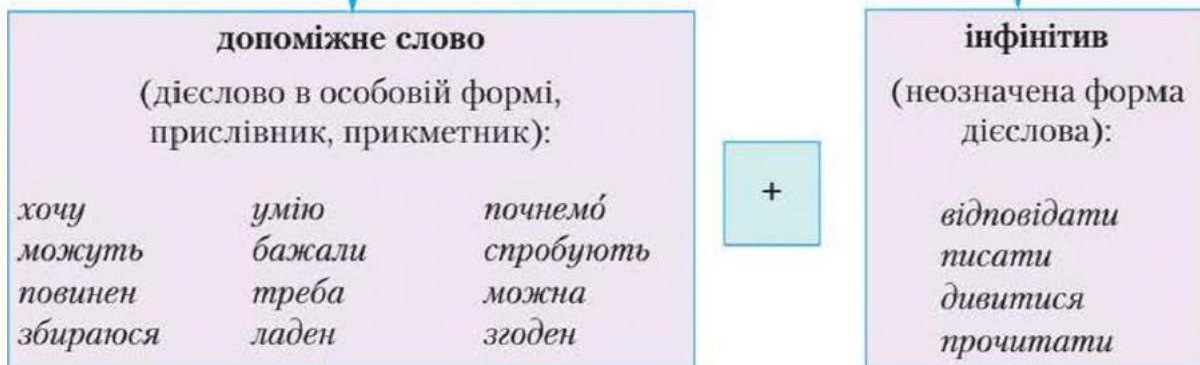 допоміжне слово
(дієслово в особовій формі,
прислівник, прикметник):
хочу умію почнемо́
можуть бажали спробують
повинен треба можна
збираюся ладен згоден
+
інфінітив
(неозначена форма
дієслова):
відповідати
писати
дивитися
прочитати